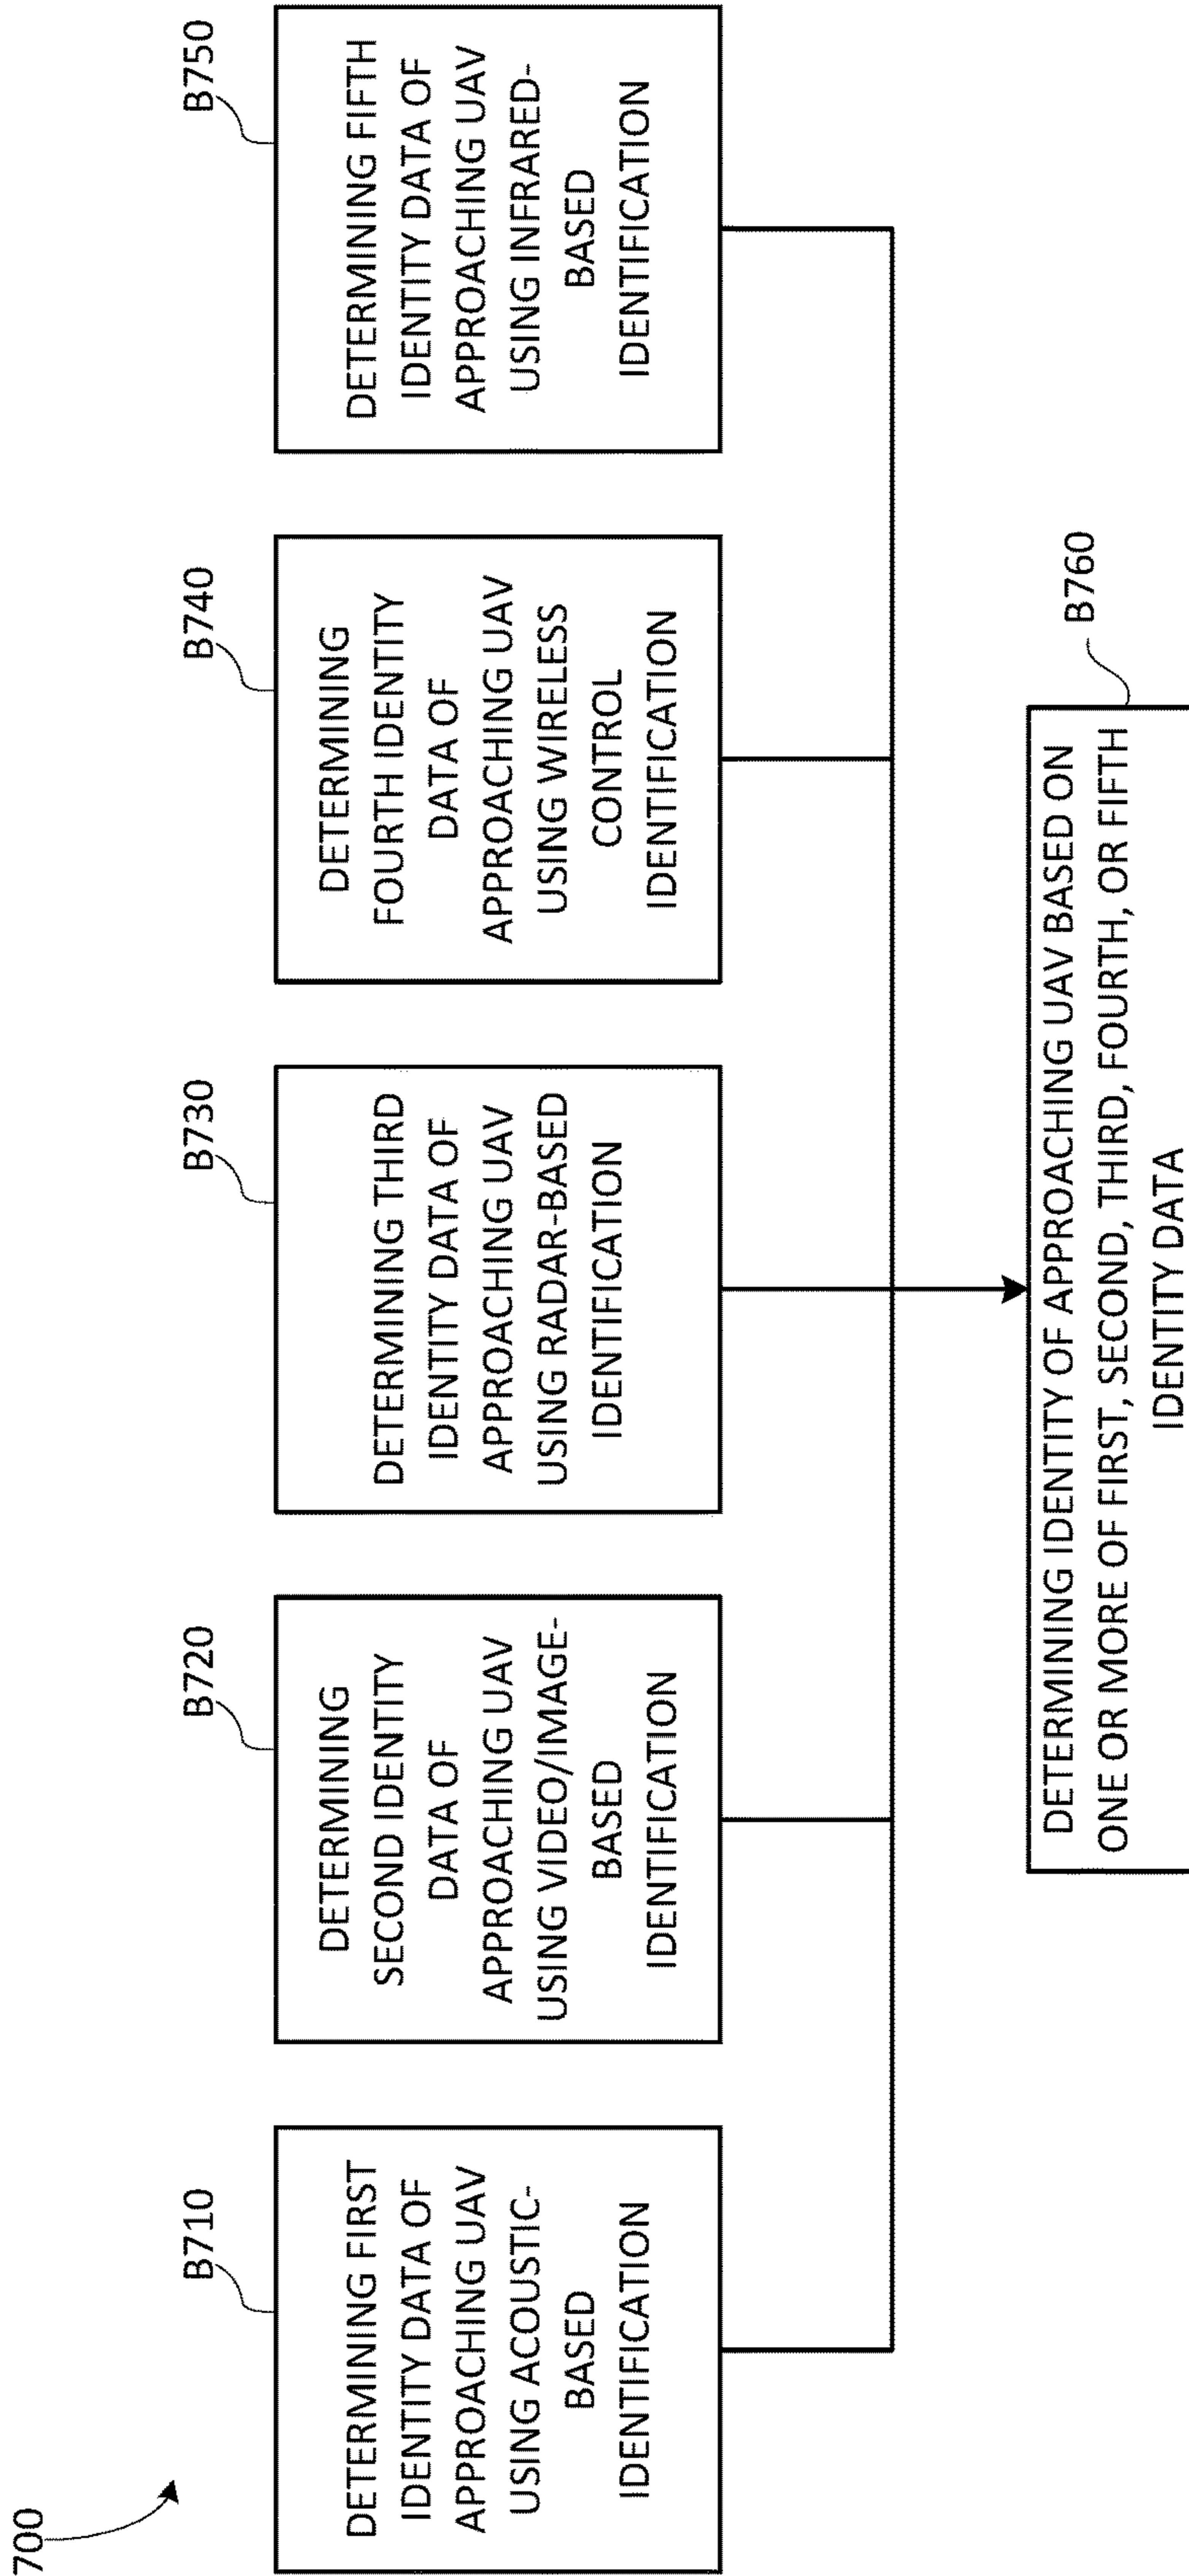 700
B710
DETERMINING FIRST
IDENTITY DATA OF
APPROACHING UAV
USING ACOUSTIC-
BASED
IDENTIFICATION
B720
DETERMINING
SECOND IDENTITY
DATA OF
APPROACHING UAV
USING VIDEO/IMAGE-
BASED
IDENTIFICATION
B730
DETERMINING THIRD
IDENTITY DATA OF
APPROACHING UAV
USING RADAR-BASED
IDENTIFICATION
B740
DETERMINING
FOURTH IDENTITY
DATA OF
APPROACHING UAV
USING WIRELESS
CONTROL
IDENTIFICATION
B750
DETERMINING FIFTH
IDENTITY DATA OF
APPROACHING UAV
USING INFRARED-
BASED
IDENTIFICATION
B760
DETERMINING IDENTITY OF APPROACHING UAV BASED ON
ONE OR MORE OF FIRST, SECOND, THIRD, FOURTH, OR FIFTH
IDENTITY DATA